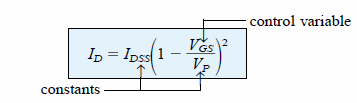 control variable
I_D = I_DSS(1 − V_GS/V_P)²
constants